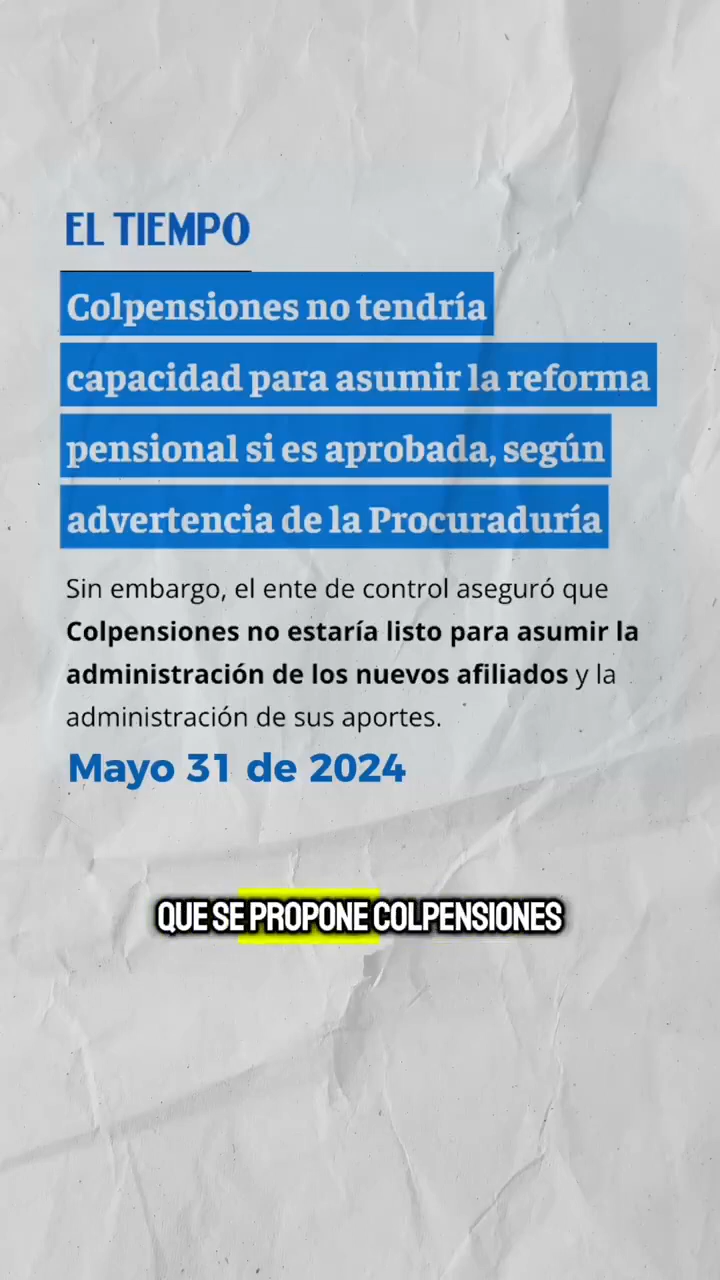 EL TIEMPO
Colpensiones no tendría
capacidad para asumir la reforma
pensional si es aprobada, según
advertencia de la Procuraduría
Sin embargo, el ente de control aseguró que
Colpensiones no estaría listo para asumir la
administración de los nuevos afiliados y la
administración de sus aportes.
Mayo 31 de 2024
QUE SE PROPONE COLPENSIONES